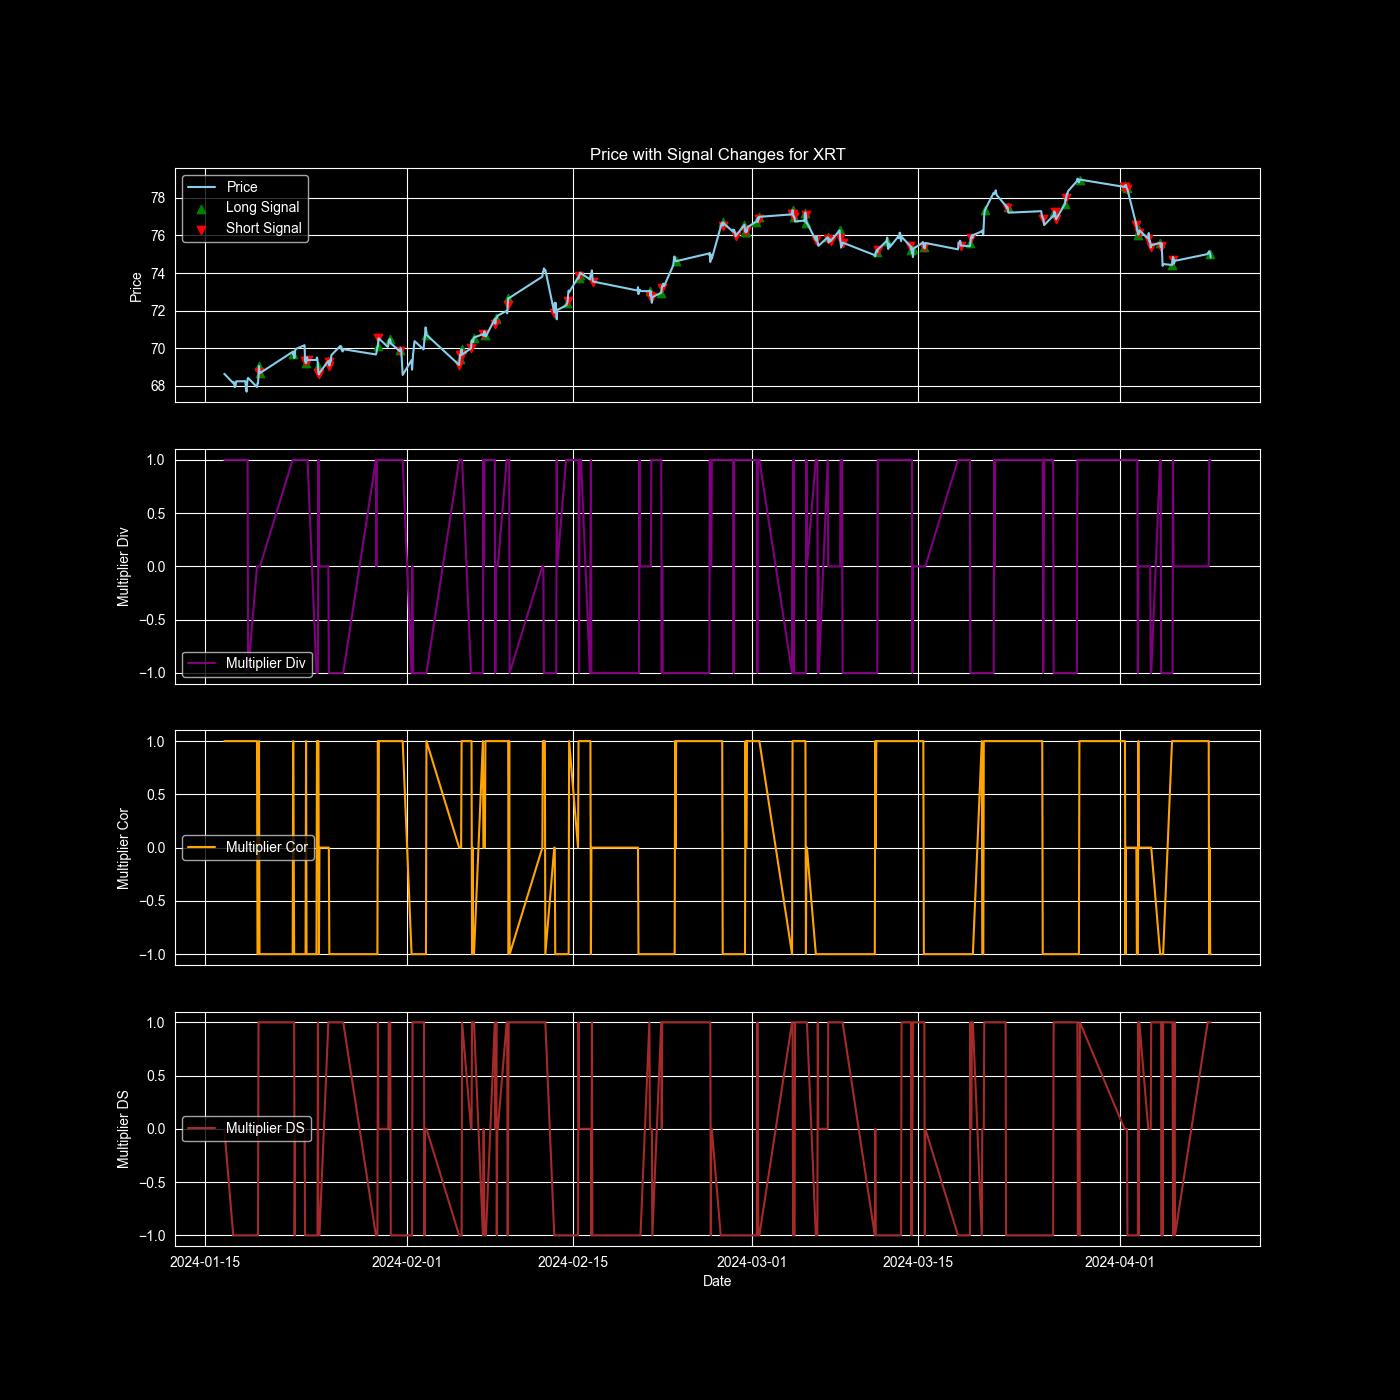 Price with Signal Changes for XRT
Price
Long Signal
Short Signal
78
76
74
72
70
68
Price
1.0
0.5
0.0
−0.5
−1.0
Multiplier Div
Multiplier Div
1.0
0.5
0.0
−0.5
−1.0
Multiplier Cor
Multiplier Cor
1.0
0.5
0.0
−0.5
−1.0
Multiplier DS
Multiplier DS
2024-01-15 2024-02-01 2024-02-15 2024-03-01 2024-03-15 2024-04-01
Date